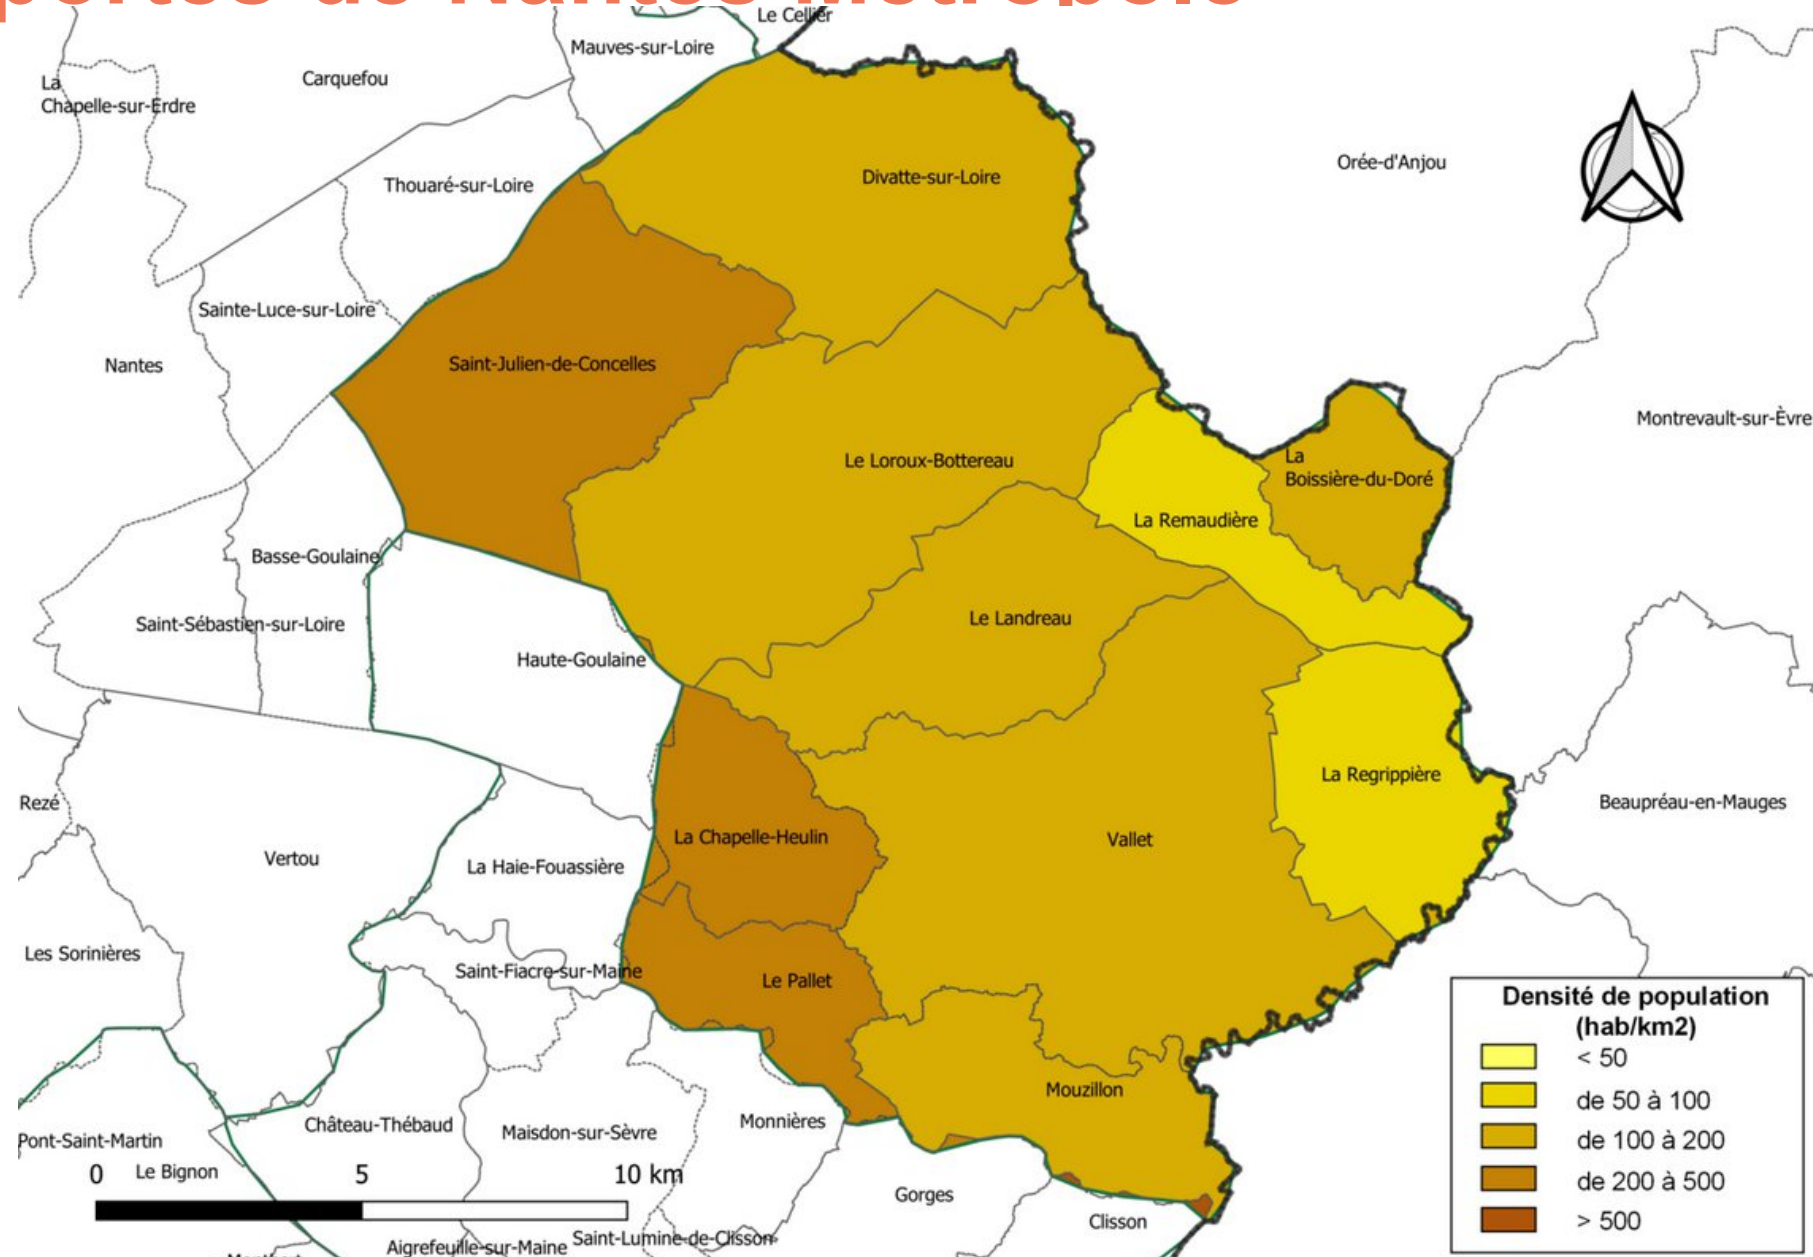 portes de Nantes Métropole
Le Cellier
Mauves-sur-Loire
Carquefou
La
Chapelle-sur-Erdre
Orée-d'Anjou
Divatte-sur-Loire
Thouaré-sur-Loire
Sainte-Luce-sur-Loire
Nantes
Saint-Julien-de-Concelles
Montrevault-sur-Èvre
Le Loroux-Bottereau
La
Boissière-du-Doré
La Remaudière
Basse-Goulaine
Saint-Sébastien-sur-Loire
Le Landreau
Haute-Goulaine
La Regrippière
Rezé
Beaupréau-en-Mauges
La Chapelle-Heulin
Vallet
Vertou
La Haie-Fouassière
Les Sorinières
Saint-Fiacre-sur-Maine
Le Pallet
Mouzillon
Monnières
Château-Thébaud
Maisdon-sur-Sèvre
Pont-Saint-Martin
Le Bignon
0 5 10 km
Gorges
Clisson
Saint-Lumine-de-Clisson
Aigrefeuille-sur-Maine
Densité de population
(hab/km2)
< 50
de 50 à 100
de 100 à 200
de 200 à 500
> 500